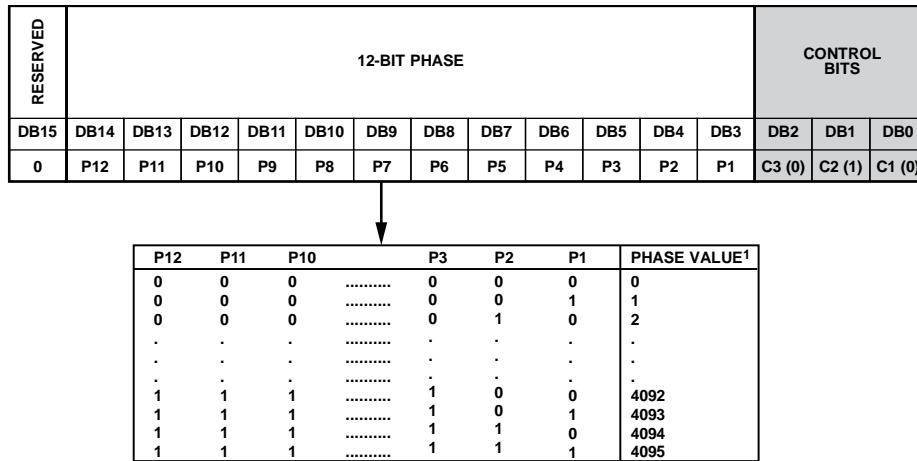 RESERVED
12-BIT PHASE
CONTROL
BITS
DB15 DB14 DB13 DB12 DB11 DB10 DB9 DB8 DB7 DB6 DB5 DB4 DB3 DB2 DB1 DB0
0 P12 P11 P10 P9 P8 P7 P6 P5 P4 P3 P2 P1 C3 (0) C2 (1) C1 (0)
P12 P11 P10 P3 P2 P1 PHASE VALUE1
0 0 0 .......... 0 0 0 0
0 0 0 .......... 0 0 1 1
0 0 0 .......... 0 1 0 2
. . . .......... . . . .
. . . .......... . . . .
. . . .......... . . . .
1 1 1 .......... 1 0 0 4092
1 1 1 .......... 1 0 1 4093
1 1 1 .......... 1 1 0 4094
1 1 1 .......... 1 1 1 4095